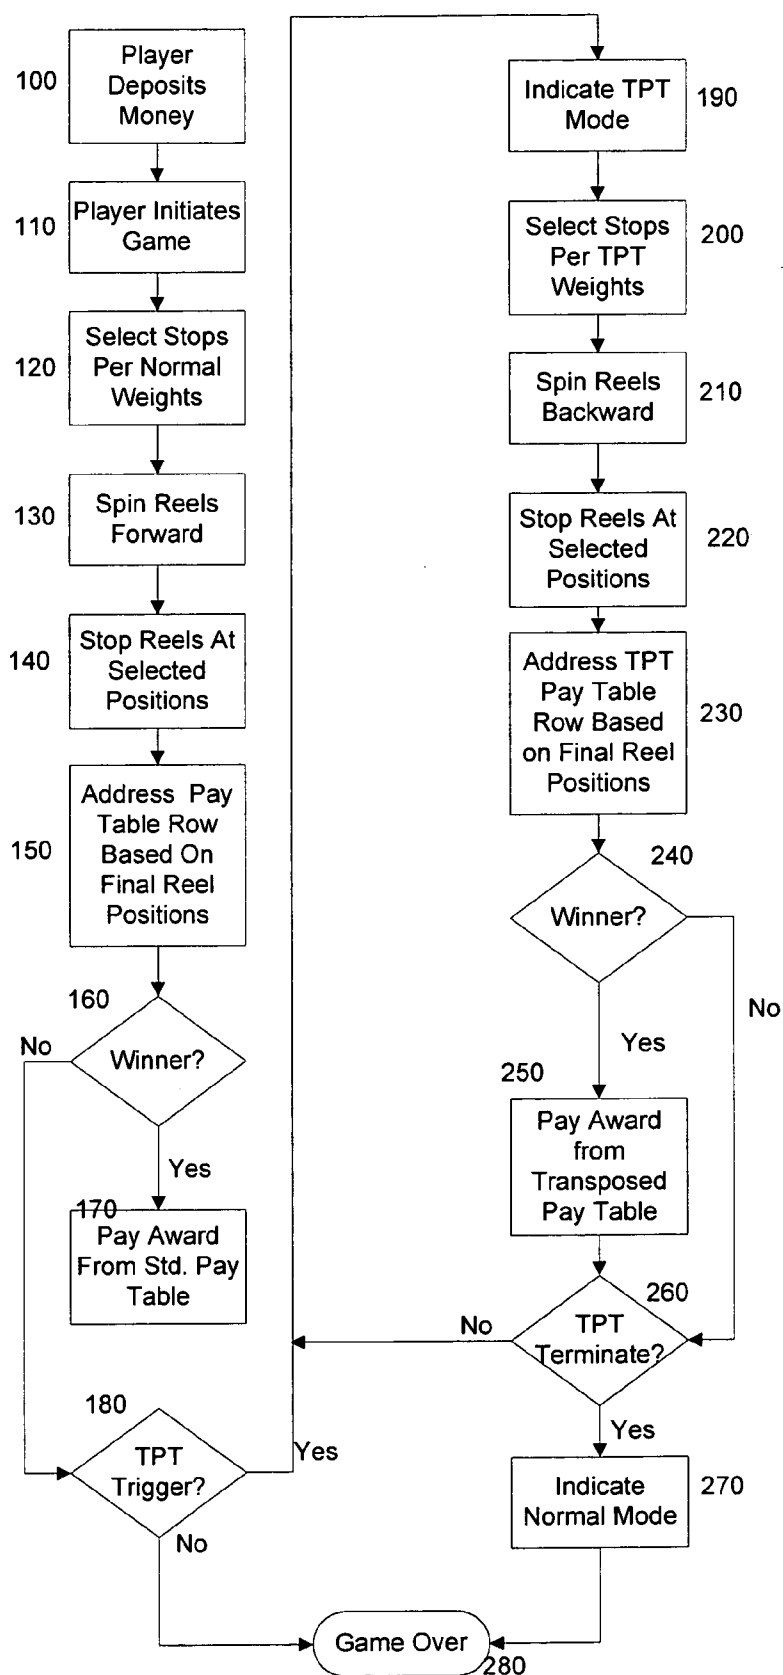 100
Player
Deposits
Money
110
Player Initiates
Game
120
Select Stops
Per Normal
Weights
130
Spin Reels
Forward
140
Stop Reels At
Selected
Positions
150
Address Pay
Table Row
Based On
Final Reel
Positions
160
Winner?
No
Yes
170
Pay Award
From Std. Pay
Table
180
TPT
Trigger?
Yes
No
Indicate TPT
Mode
190
Select Stops
Per TPT
Weights
200
Spin Reels
Backward
210
Stop Reels At
Selected
Positions
220
Address TPT
Pay Table
Row Based
on Final Reel
Positions
230
240
Winner?
No
Yes
250
Pay Award
from
Transposed
Pay Table
260
TPT
Terminate?
No
Yes
Indicate
Normal Mode
270
Game Over
280